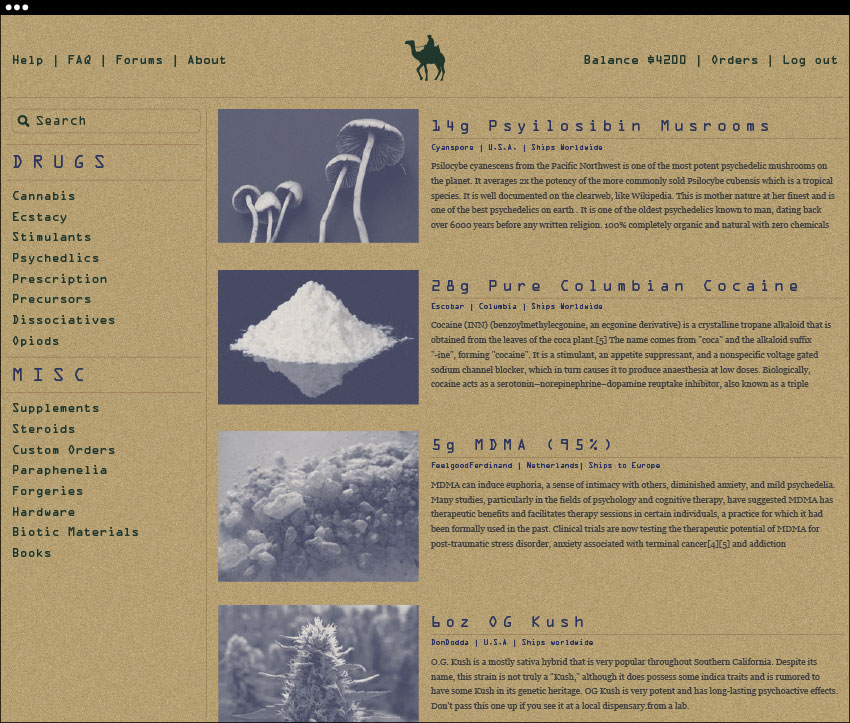 Help | FAQ | Forums | About
Balance $4200 | Orders | Log out
Search
DRUGS
Cannabis
Ecstacy
Stimulants
Psychedlics
Prescription
Precursors
Dissociatives
Opiods
MISC
Supplements
Steroids
Custom Orders
Paraphenelia
Forgeries
Hardware
Biotic Materials
Books
14g Psyilosibin Musrooms
Cyanspore | U.S.A. | Ships Worldwide
Psilocybe cyanescens from the Pacific Northwest is one of the most potent psychedelic mushrooms on
the planet. It averages 2x the potency of the more commonly sold Psilocybe cubensis which is a tropical
species. It is well documented on the clearweb, like Wikipedia. This is mother nature at her finest and is
one of the best psychedelics on earth . It is one of the oldest psychedelics known to man, dating back
over 6000 years before any written religion. 100% completely organic and natural with zero chemicals
28g Pure Columbian Cocaine
Escobar | Columbia | Ships Worldwide
Cocaine (INN) (benzoylmethylecgonine, an ecgonine derivative) is a crystalline tropane alkaloid that is
obtained from the leaves of the coca plant.[5] The name comes from "coca" and the alkaloid suffix
"-ine", forming "cocaine". It is a stimulant, an appetite suppressant, and a nonspecific voltage gated
sodium channel blocker, which in turn causes it to produce anaesthesia at low doses. Biologically,
cocaine acts as a serotonin–norepinephrine–dopamine reuptake inhibitor, also known as a triple
5g MDMA (95%)
FeelgoodFerdinand | Netherlands| Ships to Europe
MDMA can induce euphoria, a sense of intimacy with others, diminished anxiety, and mild psychedelia.
Many studies, particularly in the fields of psychology and cognitive therapy, have suggested MDMA has
therapeutic benefits and facilitates therapy sessions in certain individuals, a practice for which it had
been formally used in the past. Clinical trials are now testing the therapeutic potential of MDMA for
post-traumatic stress disorder, anxiety associated with terminal cancer[4][5] and addiction
6oz OG Kush
DonDodda | U.S.A | Ships worldwide
O.G. Kush is a mostly sativa hybrid that is very popular throughout Southern California. Despite its
name, this strain is not truly a "Kush," although it does possess some indica traits and is rumored to
have some Kush in its genetic heritage. OG Kush is very potent and has long-lasting psychoactive effects.
Don't pass this one up if you see it at a local dispensary.from a lab.